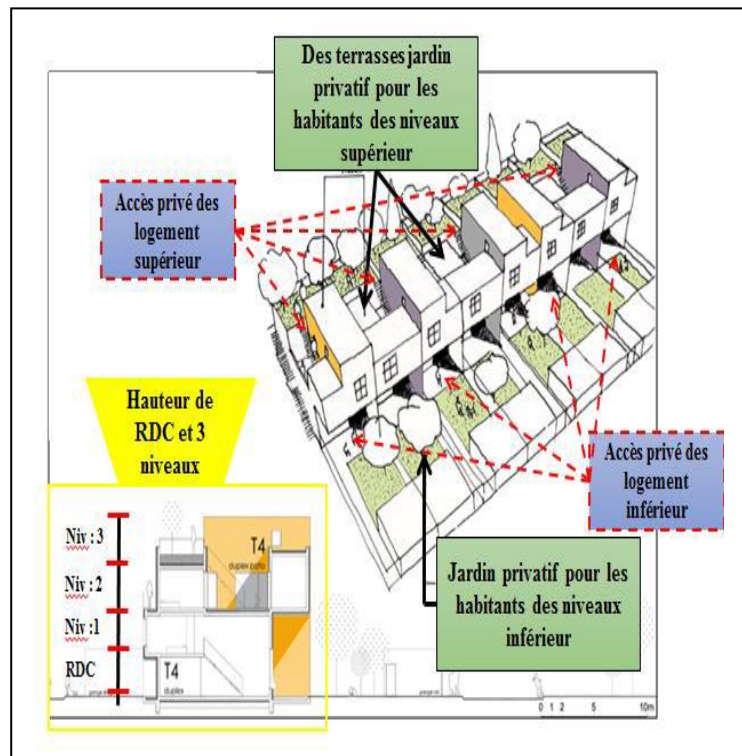 Des terrasses jardin
privatif pour les
habitants des niveaux
supérieur
Accès privé des
logement
supérieur
Hauteur de
RDC et 3
niveaux
Accès privé des
logement
inférieur
Niv : 3
Niv : 2
Niv :1
RDC
T4
duplex patio
T4
duplex
Jardin privatif pour les
habitants des niveaux
inférieur
0 1 2 5 10m